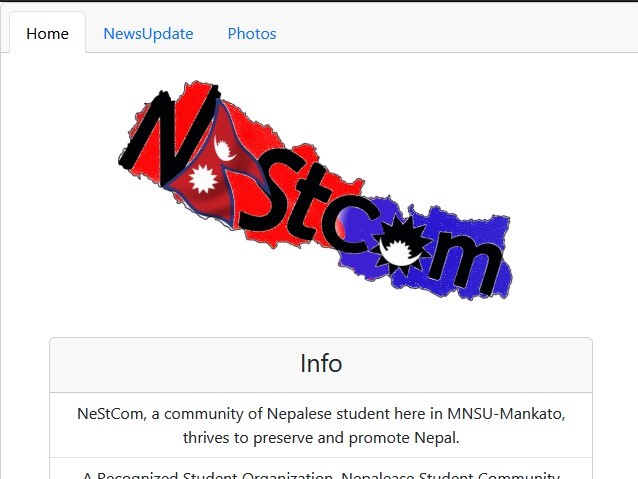 Home NewsUpdate Photos
NeStcom
Info
NeStCom, a community of Nepalese student here in MNSU-Mankato,
thrives to preserve and promote Nepal.
A Recognized Student Organization, Nepalease Student Community